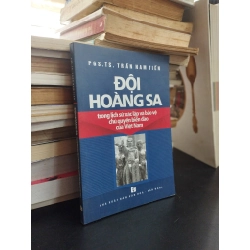 PGS.TS. TRẦN NAM TIẾN
ĐỘI
HOÀNG SA
trong lịch sử xác lập và bảo vệ
chủ quyền biển đảo
của Việt Nam